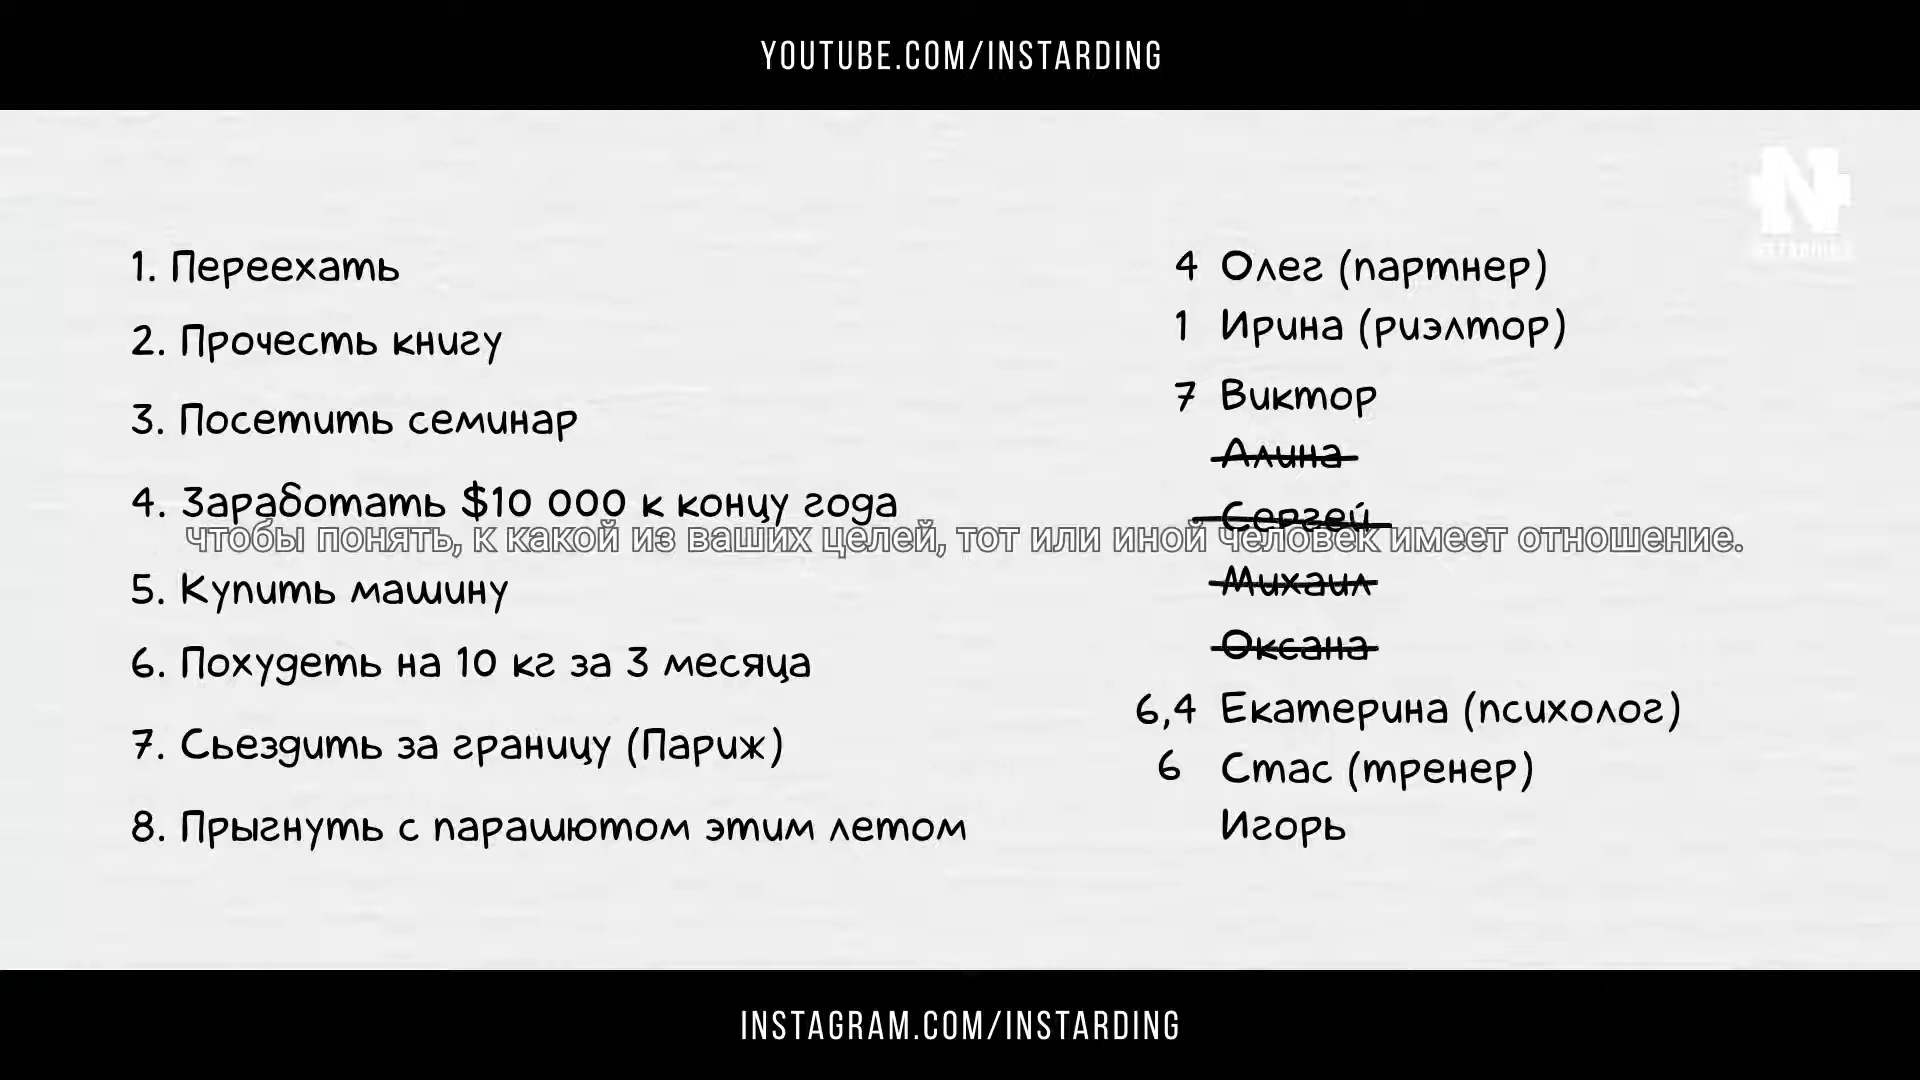 YOUTUBE.COM/INSTARDING
1. Переехать
2. Прочесть книгу
3. Посетить семинар
4. Заработать $10 000 к концу года
чтобы понять, к какой из ваших целей, тот или иной человек имеет отношение.
5. Купить машину
6. Похудеть на 10 кг за 3 месяца
7. Сьездить за границу (Париж)
8. Прыгнуть с парашютом этим летом
4 Олег (партнер)
1 Ирина (риэлтор)
7 Виктор
Алина
Сергей
Михаил
Оксана
6,4 Екатерина (психолог)
6 Стас (тренер)
Игорь
N
INSTARDING
INSTAGRAM.COM/INSTARDING